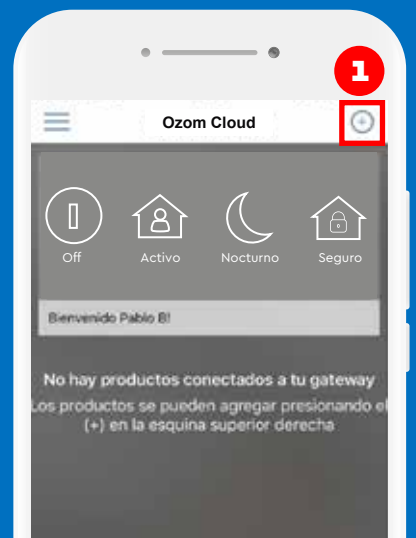 1
Ozom Cloud
Off
Activo
Nocturno
Seguro
Bienvenido Pablo B!
No hay productos conectados a tu gateway
Los productos se pueden agregar presionando el
(+) en la esquina superior derecha